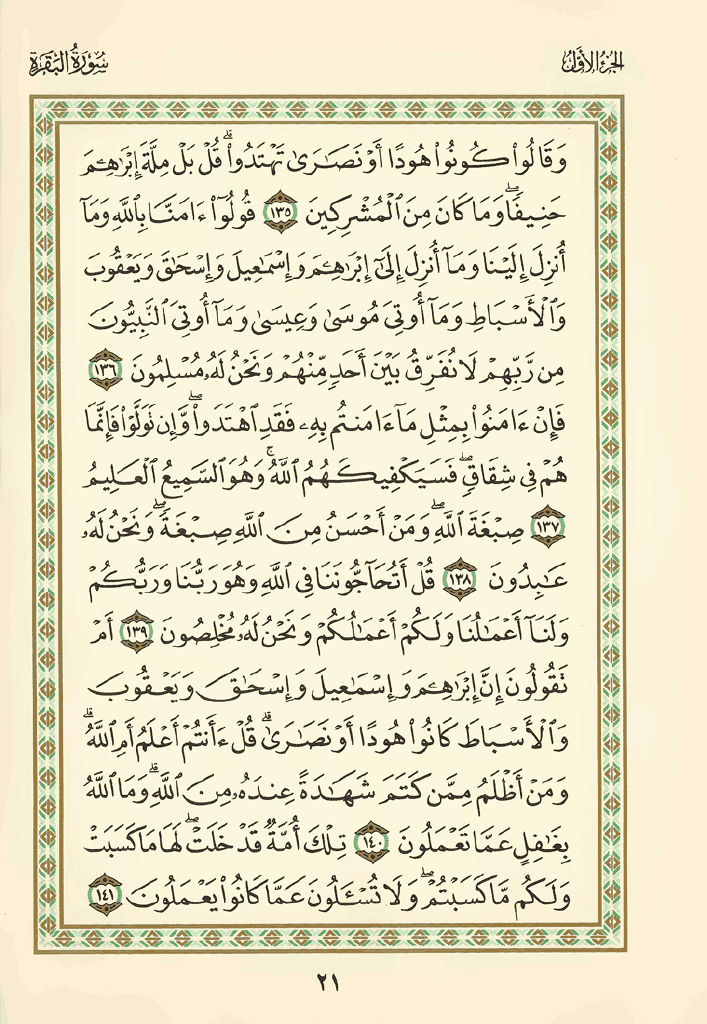 الجزء الأول
سورة البقرة
وَقَالُوا۟ كُونُوا۟ هُودًا أَوْ نَصَـٰرَىٰ تَهْتَدُوا۟ ۗ قُلْ بَلْ مِلَّةَ إِبْرَٰهِـۧمَ
حَنِيفًا ۖ وَمَا كَانَ مِنَ ٱلْمُشْرِكِينَ ١٣٥ قُولُوٓا۟ ءَامَنَّا بِٱللَّهِ وَمَآ
أُنزِلَ إِلَيْنَا وَمَآ أُنزِلَ إِلَىٰٓ إِبْرَٰهِـۧمَ وَإِسْمَـٰعِيلَ وَإِسْحَـٰقَ وَيَعْقُوبَ
وَٱلْأَسْبَاطِ وَمَآ أُوتِىَ مُوسَىٰ وَعِيسَىٰ وَمَآ أُوتِىَ ٱلنَّبِيُّونَ
مِن رَّبِّهِمْ لَا نُفَرِّقُ بَيْنَ أَحَدٍ مِّنْهُمْ وَنَحْنُ لَهُۥ مُسْلِمُونَ ١٣٦
فَإِنْ ءَامَنُوا۟ بِمِثْلِ مَآ ءَامَنتُم بِهِۦ فَقَدِ ٱهْتَدَوا۟ ۖ وَّإِن تَوَلَّوْا۟ فَإِنَّمَا
هُمْ فِى شِقَاقٍ ۖ فَسَيَكْفِيكَهُمُ ٱللَّهُ ۚ وَهُوَ ٱلسَّمِيعُ ٱلْعَلِيمُ
١٣٧ صِبْغَةَ ٱللَّهِ ۖ وَمَنْ أَحْسَنُ مِنَ ٱللَّهِ صِبْغَةً ۖ وَنَحْنُ لَهُۥ
عَـٰبِدُونَ ١٣٨ قُلْ أَتُحَآجُّونَنَا فِى ٱللَّهِ وَهُوَ رَبُّنَا وَرَبُّكُمْ
وَلَنَآ أَعْمَـٰلُنَا وَلَكُمْ أَعْمَـٰلُكُمْ وَنَحْنُ لَهُۥ مُخْلِصُونَ ١٣٩ أَمْ
تَقُولُونَ إِنَّ إِبْرَٰهِـۧمَ وَإِسْمَـٰعِيلَ وَإِسْحَـٰقَ وَيَعْقُوبَ
وَٱلْأَسْبَاطَ كَانُوا۟ هُودًا أَوْ نَصَـٰرَىٰ ۗ قُلْ ءَأَنتُمْ أَعْلَمُ أَمِ ٱللَّهُ ۗ
وَمَنْ أَظْلَمُ مِمَّن كَتَمَ شَهَـٰدَةً عِندَهُۥ مِنَ ٱللَّهِ ۗ وَمَا ٱللَّهُ
بِغَـٰفِلٍ عَمَّا تَعْمَلُونَ ١٤٠ تِلْكَ أُمَّةٌ قَدْ خَلَتْ ۖ لَهَا مَا كَسَبَتْ
وَلَكُم مَّا كَسَبْتُمْ ۖ وَلَا تُسْـَٔلُونَ عَمَّا كَانُوا۟ يَعْمَلُونَ ١٤١
٢١